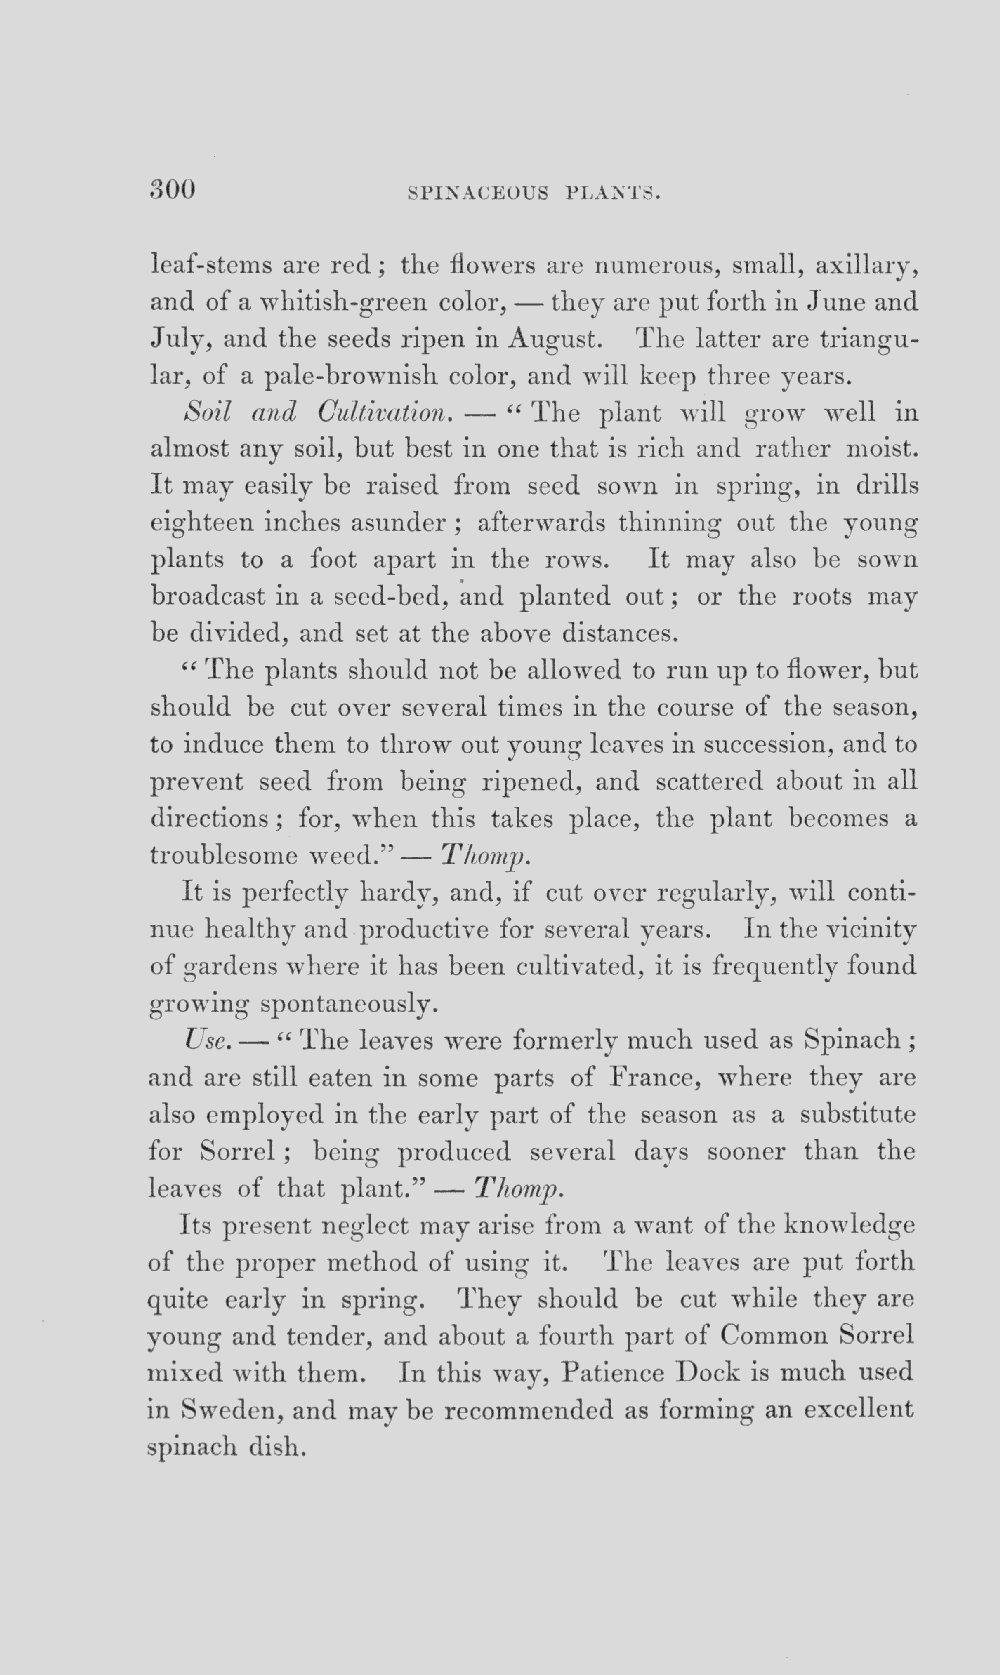 300 SPINACEOUS PLANTS.
leaf-stems are red; the flowers are numerous, small, axillary,
and of a whitish-green color, — they are put forth in June and
July, and the seeds ripen in August. The latter are triangu-
lar, of a pale-brownish color, and will keep three years.
Soil and Cultivation. — “The plant will grow well in
almost any soil, but best in one that is rich and rather moist.
It may easily be raised from seed sown in spring, in drills
eighteen inches asunder; afterwards thinning out the young
plants to a foot apart in the rows. It may also be sown
broadcast in a seed-bed, and planted out; or the roots may
be divided, and set at the above distances.
“The plants should not be allowed to run up to flower, but
should be cut over several times in the course of the season,
to induce them to throw out young leaves in succession, and to
prevent seed from being ripened, and scattered about in all
directions; for, when this takes place, the plant becomes a
troublesome weed.” — Thomp.
It is perfectly hardy, and, if cut over regularly, will conti-
nue healthy and productive for several years. In the vicinity
of gardens where it has been cultivated, it is frequently found
growing spontaneously.
Use. — “The leaves were formerly much used as Spinach;
and are still eaten in some parts of France, where they are
also employed in the early part of the season as a substitute
for Sorrel; being produced several days sooner than the
leaves of that plant.” — Thomp.
Its present neglect may arise from a want of the knowledge
of the proper method of using it. The leaves are put forth
quite early in spring. They should be cut while they are
young and tender, and about a fourth part of Common Sorrel
mixed with them. In this way, Patience Dock is much used
in Sweden, and may be recommended as forming an excellent
spinach dish.